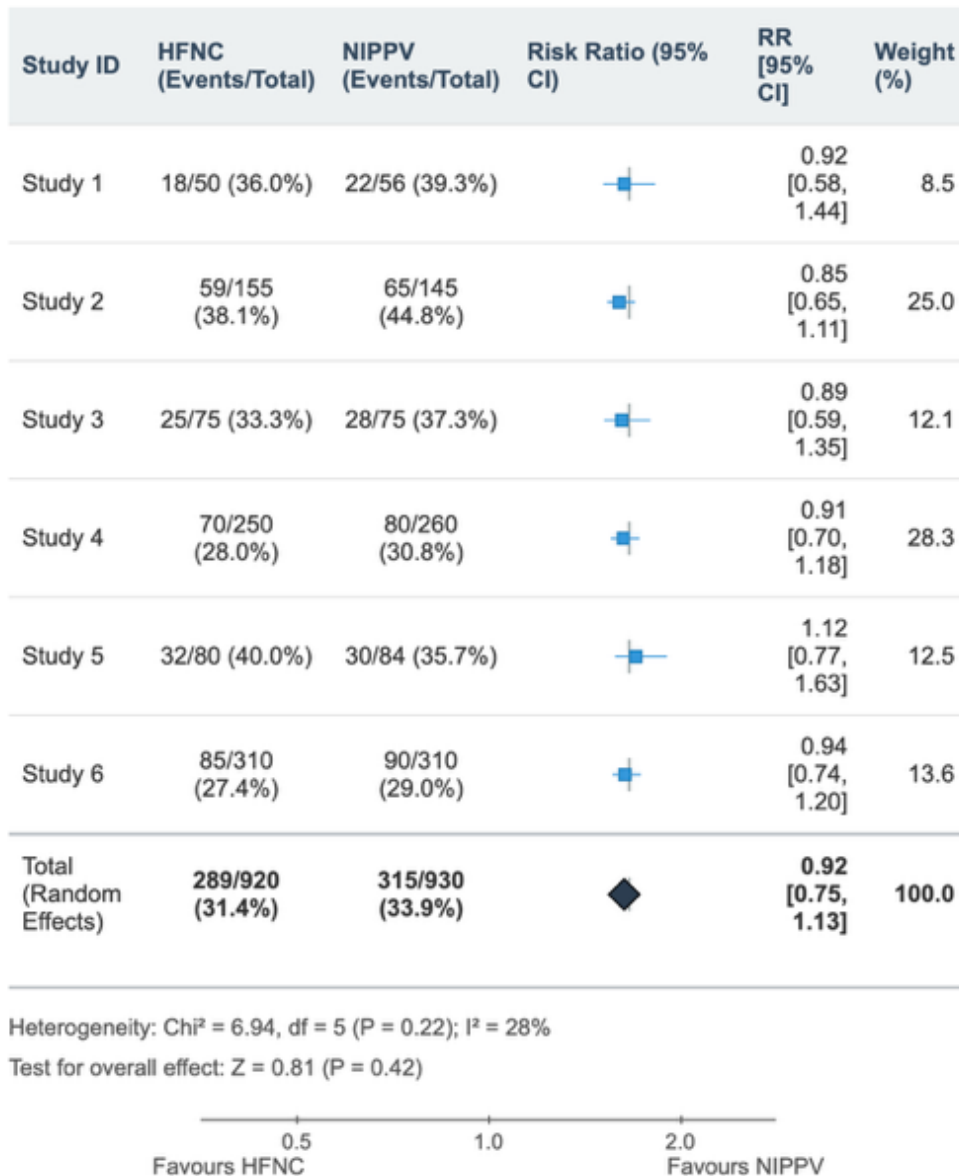 Study ID HFNC (Events/Total) NIPPV (Events/Total) Risk Ratio (95% CI) RR [95% CI] Weight (%)
Study 1 18/50 (36.0%) 22/56 (39.3%) 0.92 [0.58, 1.44] 8.5
Study 2 59/155 (38.1%) 65/145 (44.8%) 0.85 [0.65, 1.11] 25.0
Study 3 25/75 (33.3%) 28/75 (37.3%) 0.89 [0.59, 1.35] 12.1
Study 4 70/250 (28.0%) 80/260 (30.8%) 0.91 [0.70, 1.18] 28.3
Study 5 32/80 (40.0%) 30/84 (35.7%) 1.12 [0.77, 1.63] 12.5
Study 6 85/310 (27.4%) 90/310 (29.0%) 0.94 [0.74, 1.20] 13.6
Total (Random Effects) 289/920 (31.4%) 315/930 (33.9%) 0.92 [0.75, 1.13] 100.0
Heterogeneity: Chi² = 6.94, df = 5 (P = 0.22); I² = 28%
Test for overall effect: Z = 0.81 (P = 0.42)
0.5 1.0 2.0
Favours HFNC Favours NIPPV